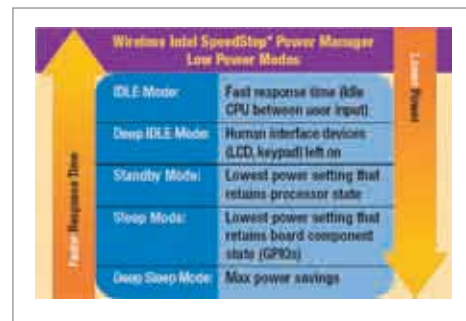 Wireless Intel SpeedStep® Power Manager
Low Power Modes
IDLE Mode: Fast response time (Idle
CPU between user input)
Deep IDLE Mode: Human interface devices
(LCD, keypad) left on
Standby Mode: Lowest power setting that
retains processor state
Sleep Mode: Lowest power setting that
retains board component
state (GPIOs)
Deep Sleep Mode: Max power savings
Faster Response Time
Lower Power